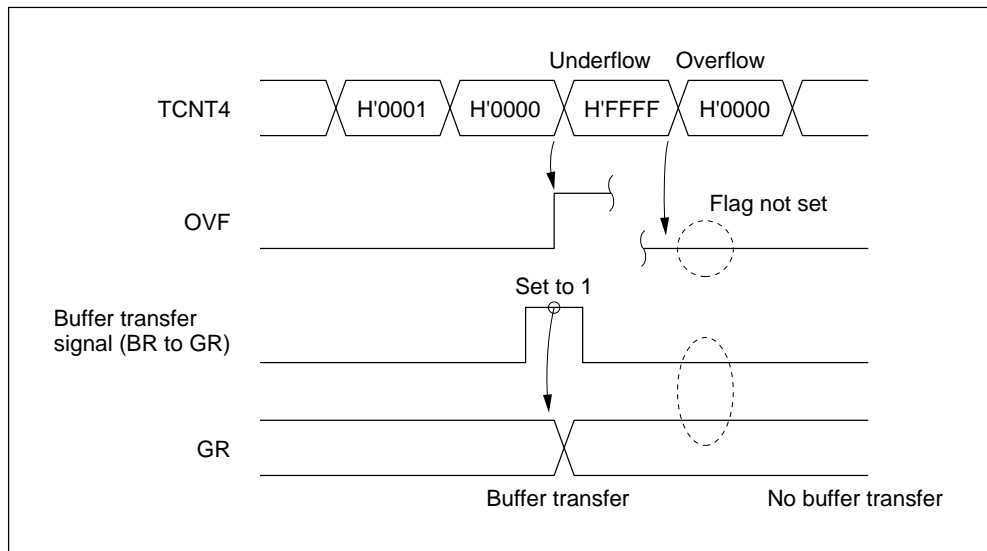 Underflow Overflow
TCNT4 H'0001 H'0000 H'FFFF H'0000
OVF
Flag not set
Set to 1
Buffer transfer
signal (BR to GR)
GR
Buffer transfer No buffer transfer